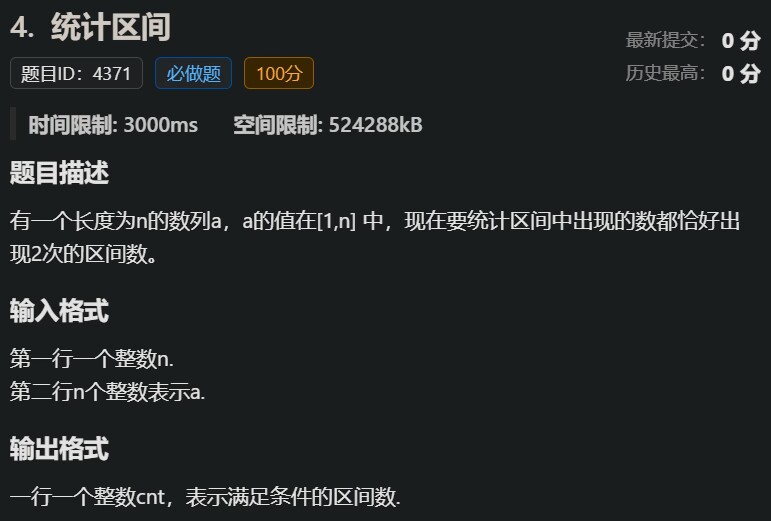 4. 统计区间
最新提交： 0 分
题目ID：4371 必做题 100分
历史最高： 0 分
时间限制: 3000ms 空间限制: 524288kB
题目描述
有一个长度为n的数列a，a的值在[1,n] 中，现在要统计区间中出现的数都恰好出
现2次的区间数。
输入格式
第一行一个整数n.
第二行n个整数表示a.
输出格式
一行一个整数cnt，表示满足条件的区间数.